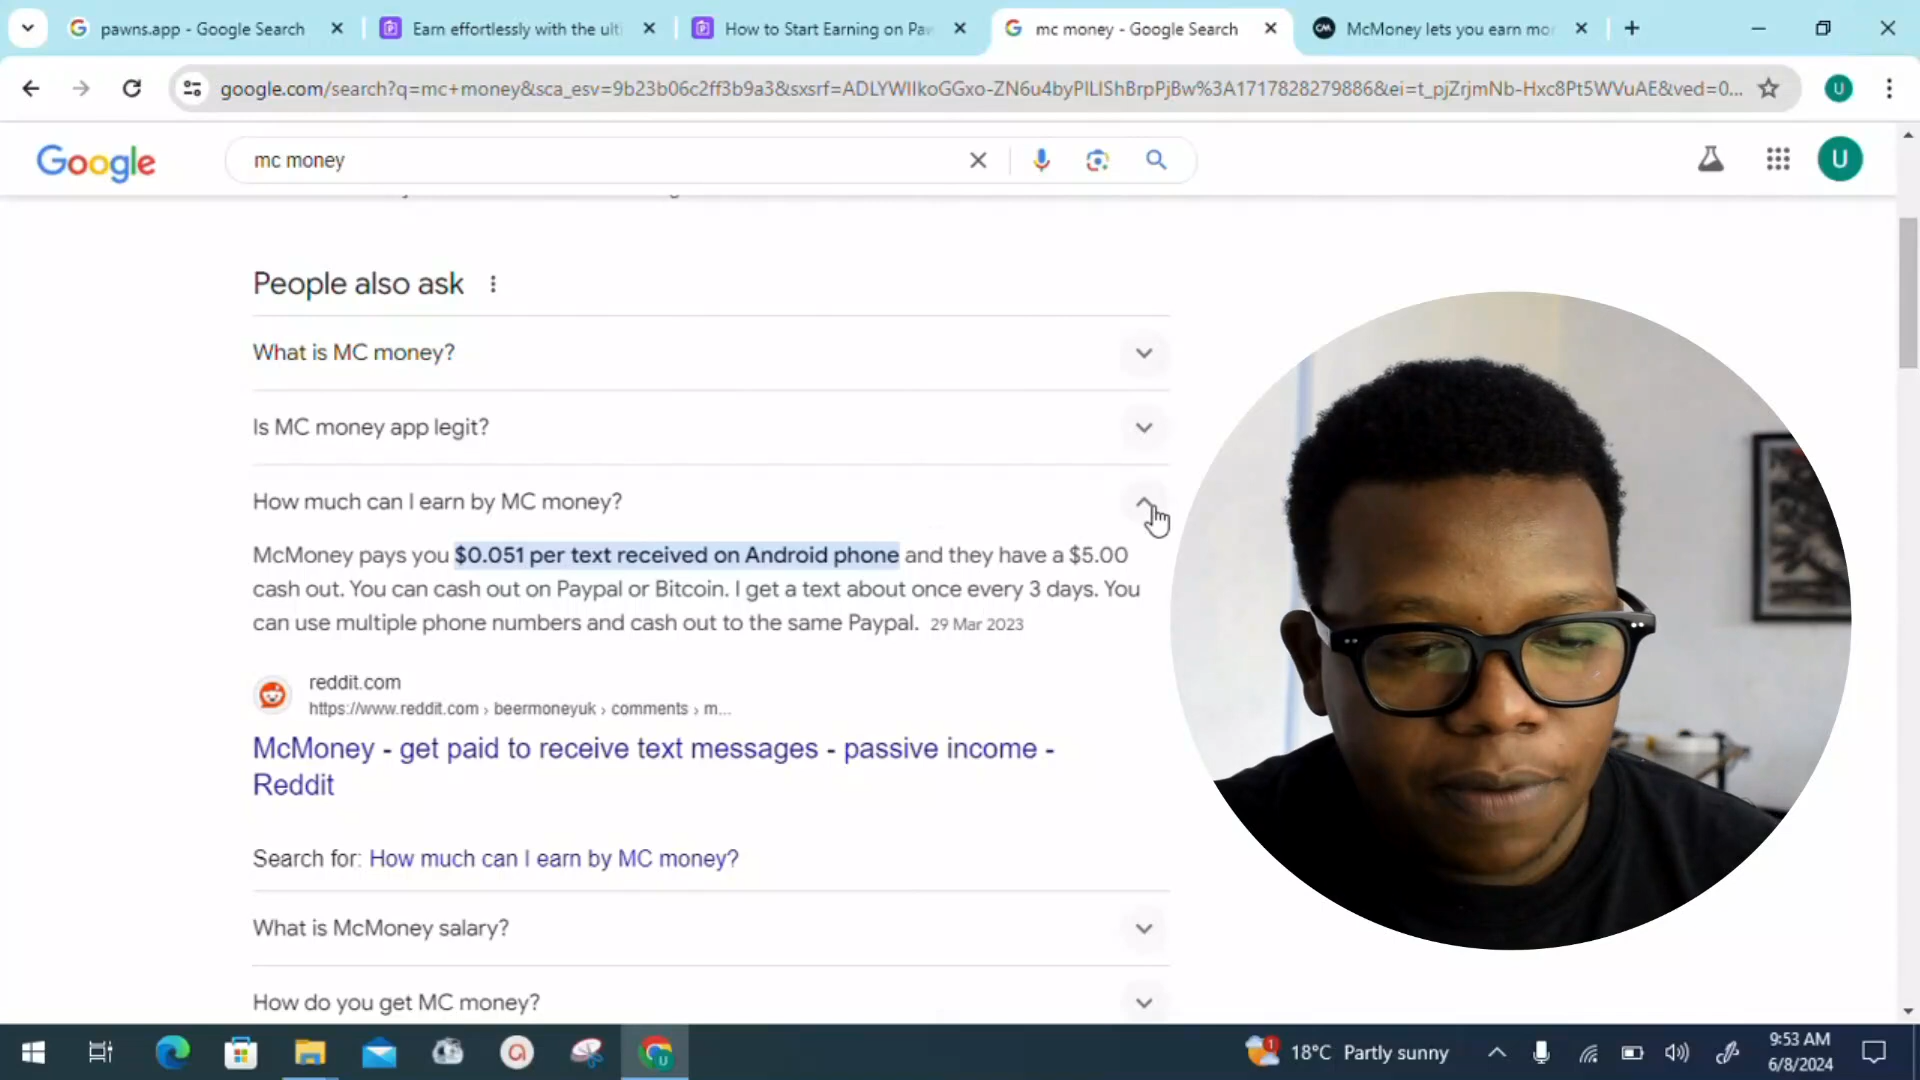 pawns.app - Google Search
Earn effortlessly with the ulti
How to Start Earning on Paw
mc money - Google Search
McMoney lets you earn mo
google.com/search?q=mc+money&sca_esv=9b23b06c2ff3b9a3&sxsrf=ADLYWIIkoGGxo-ZN6u4byPILIShBrpPjBw%3A1717828279886&ei=t_pjZrjmNb-Hxc8Pt5WVuAE&ved=0...
U
Google
mc money
U
People also ask
What is MC money?
Is MC money app legit?
How much can I earn by MC money?
McMoney pays you $0.051 per text received on Android phone and they have a $5.00
cash out. You can cash out on Paypal or Bitcoin. I get a text about once every 3 days. You
can use multiple phone numbers and cash out to the same Paypal. 29 Mar 2023
reddit.com
https://www.reddit.com › beermoneyuk › comments › m...
McMoney - get paid to receive text messages - passive income -
Reddit
Search for: How much can I earn by MC money?
What is McMoney salary?
How do you get MC money?
1
18°C Partly sunny
9:53 AM
6/8/2024